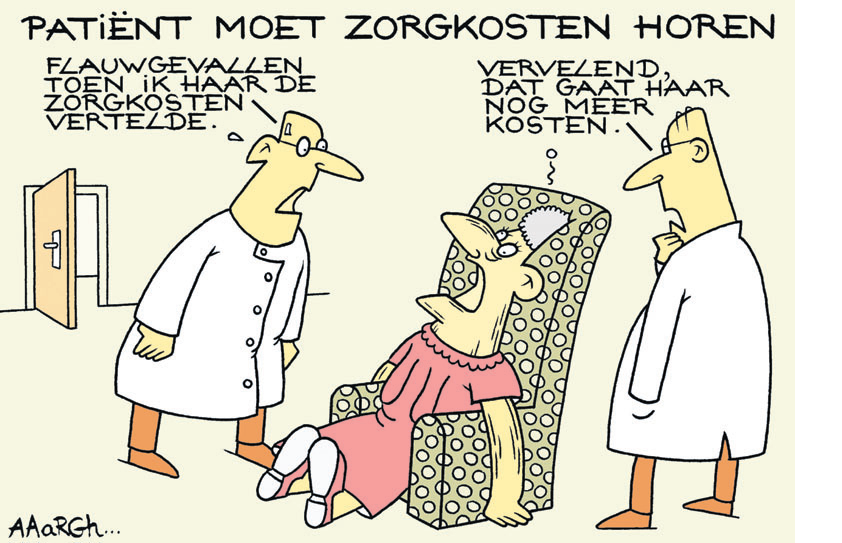 PATIËNT MOET ZORGKOSTEN HOREN
FLAUWGEVALLEN
TOEN IK HAAR DE
ZORGKOSTEN
VERTELDE.
VERVELEND,
DAT GAAT HAAR
NOG MEER
KOSTEN.
AAaRGh...